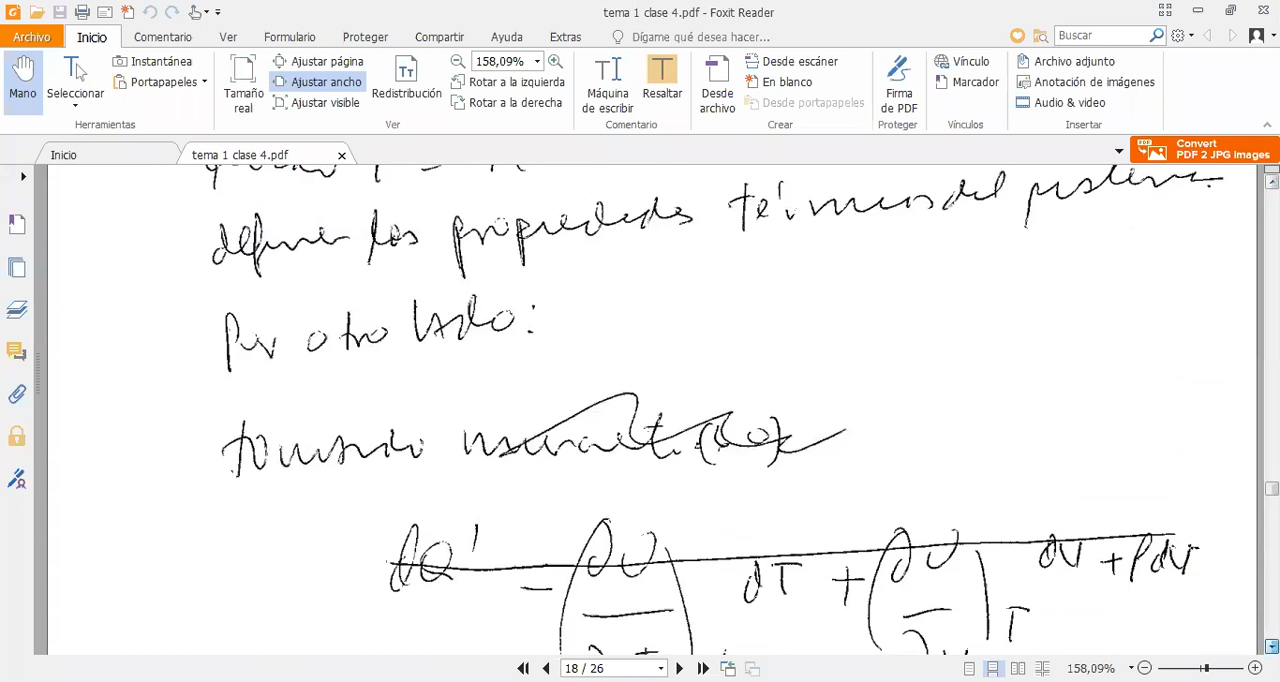 tema 1 clase 4.pdf - Foxit Reader
Archivo Inicio Comentario Ver Formulario Proteger Compartir Ayuda Extras Dígame qué desea hacer... Buscar
Mano Seleccionar Instantánea Portapapeles
Tamaño real Ajustar página Ajustar ancho Ajustar visible Redistribución Rotar a la izquierda Rotar a la derecha
Máquina de escribir Resaltar
Desde archivo Desde escáner En blanco Desde portapapeles
Firma de PDF
Vínculo Marcador
Archivo adjunto Anotación de imágenes Audio & video
158,09%
Herramientas Ver Comentario Crear Proteger Vínculos Insertar
Inicio tema 1 clase 4.pdf
Convert PDF 2 JPG Images
definen las propiedades térmicas del sistema.
Por otro lado:
tomando
dQ' = (∂U dT + (∂U dV + PdV
T
18 / 26 158,09%